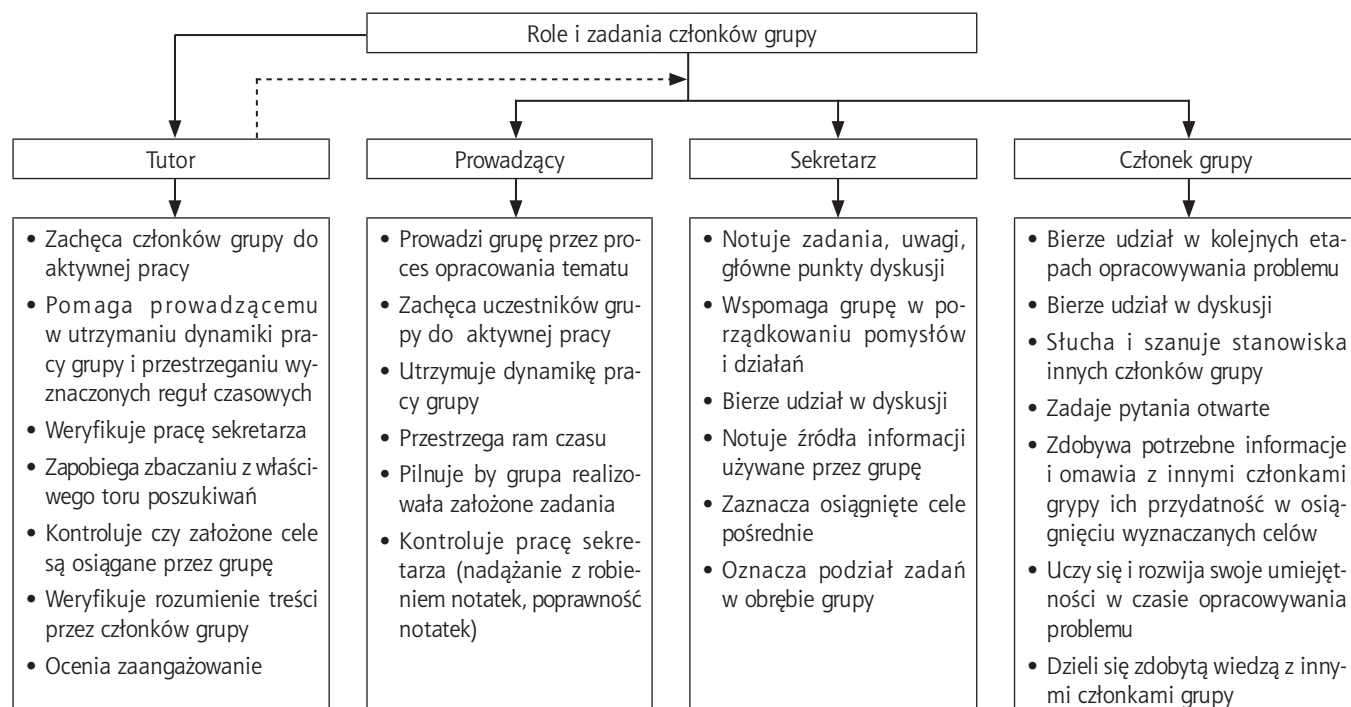 Role i zadania członków grupy
Tutor
• Zachęca członków grupy do
aktywnej pracy
• Pomaga prowadzącemu
w utrzymaniu dynamiki pra-
cy grupy i przestrzeganiu wy-
znaczonych reguł czasowych
• Weryfikuje pracę sekretarza
• Zapobiega zbaczaniu z właści-
wego toru poszukiwań
• Kontroluje czy założone cele
są osiągane przez grupę
• Weryfikuje rozumienie treści
przez członków grupy
• Ocenia zaangażowanie
Prowadzący
• Prowadzi grupę przez pro-
ces opracowania tematu
• Zachęca uczestników gru-
py do aktywnej pracy
• Utrzymuje dynamikę pra-
cy grupy
• Przestrzega ram czasu
• Pilnuje by grupa realizo-
wała założone zadania
• Kontroluje pracę sekre-
tarza (nadążanie z robie-
niem notatek, poprawność
notatek)
Sekretarz
• Notuje zadania, uwagi,
główne punkty dyskusji
• Wspomaga grupę w po-
rządkowaniu pomysłów
i działań
• Bierze udział w dyskusji
• Notuje źródła informacji
używane przez grupę
• Zaznacza osiągnięte cele
pośrednie
• Oznacza podział zadań
w obrębie grupy
Członek grupy
• Bierze udział w kolejnych eta-
pach opracowywania problemu
• Bierze udział w dyskusji
• Słucha i szanuje stanowiska
innych członków grupy
• Zadaje pytania otwarte
• Zdobywa potrzebne informacje
i omawia z innymi członkami
grypy ich przydatność w osią-
gnięciu wyznaczanych celów
• Uczy się i rozwija swoje umiejęt-
ności w czasie opracowywania
problemu
• Dzieli się zdobytą wiedzą z inny-
mi członkami grupy